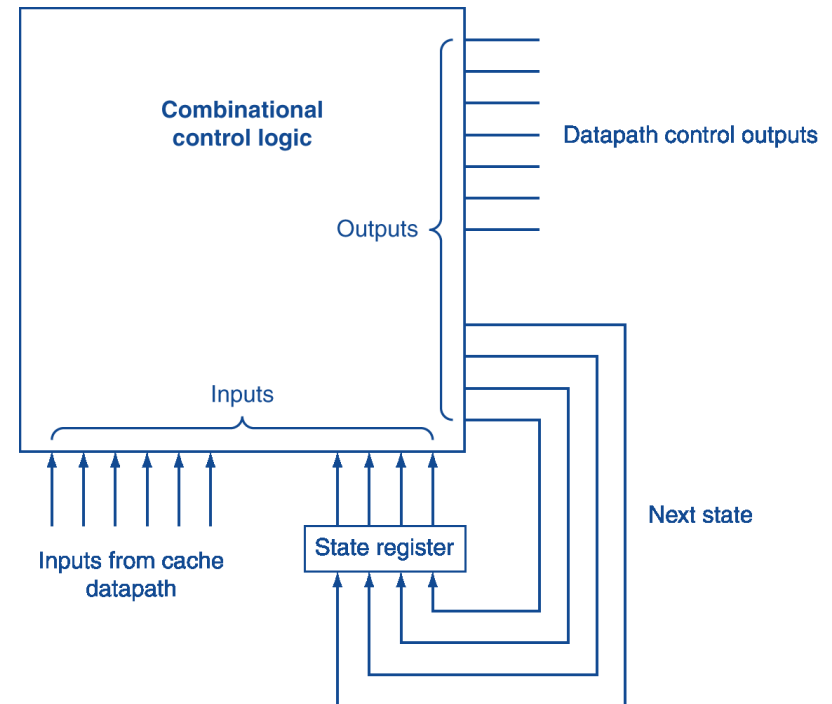 Combinational
control logic
Datapath control outputs
Outputs
Inputs
Next state
State register
Inputs from cache
datapath